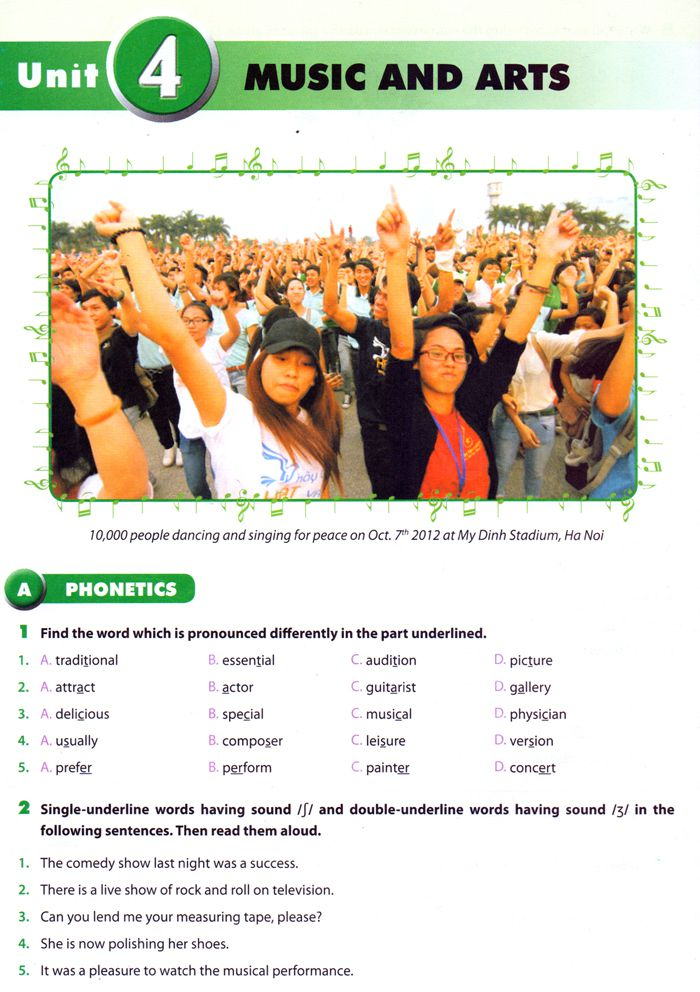 Unit 4 MUSIC AND ARTS
10,000 people dancing and singing for peace on Oct. 7th 2012 at My Dinh Stadium, Ha Noi
A PHONETICS
1 Find the word which is pronounced differently in the part underlined.
1. A. traditional B. essential C. audition D. picture
2. A. attract B. actor C. guitarist D. gallery
3. A. delicious B. special C. musical D. physician
4. A. usually B. composer C. leisure D. version
5. A. prefer B. perform C. painter D. concert
2 Single-underline words having sound /ʃ/ and double-underline words having sound /ʒ/ in the
following sentences. Then read them aloud.
1. The comedy show last night was a success.
2. There is a live show of rock and roll on television.
3. Can you lend me your measuring tape, please?
4. She is now polishing her shoes.
5. It was a pleasure to watch the musical performance.